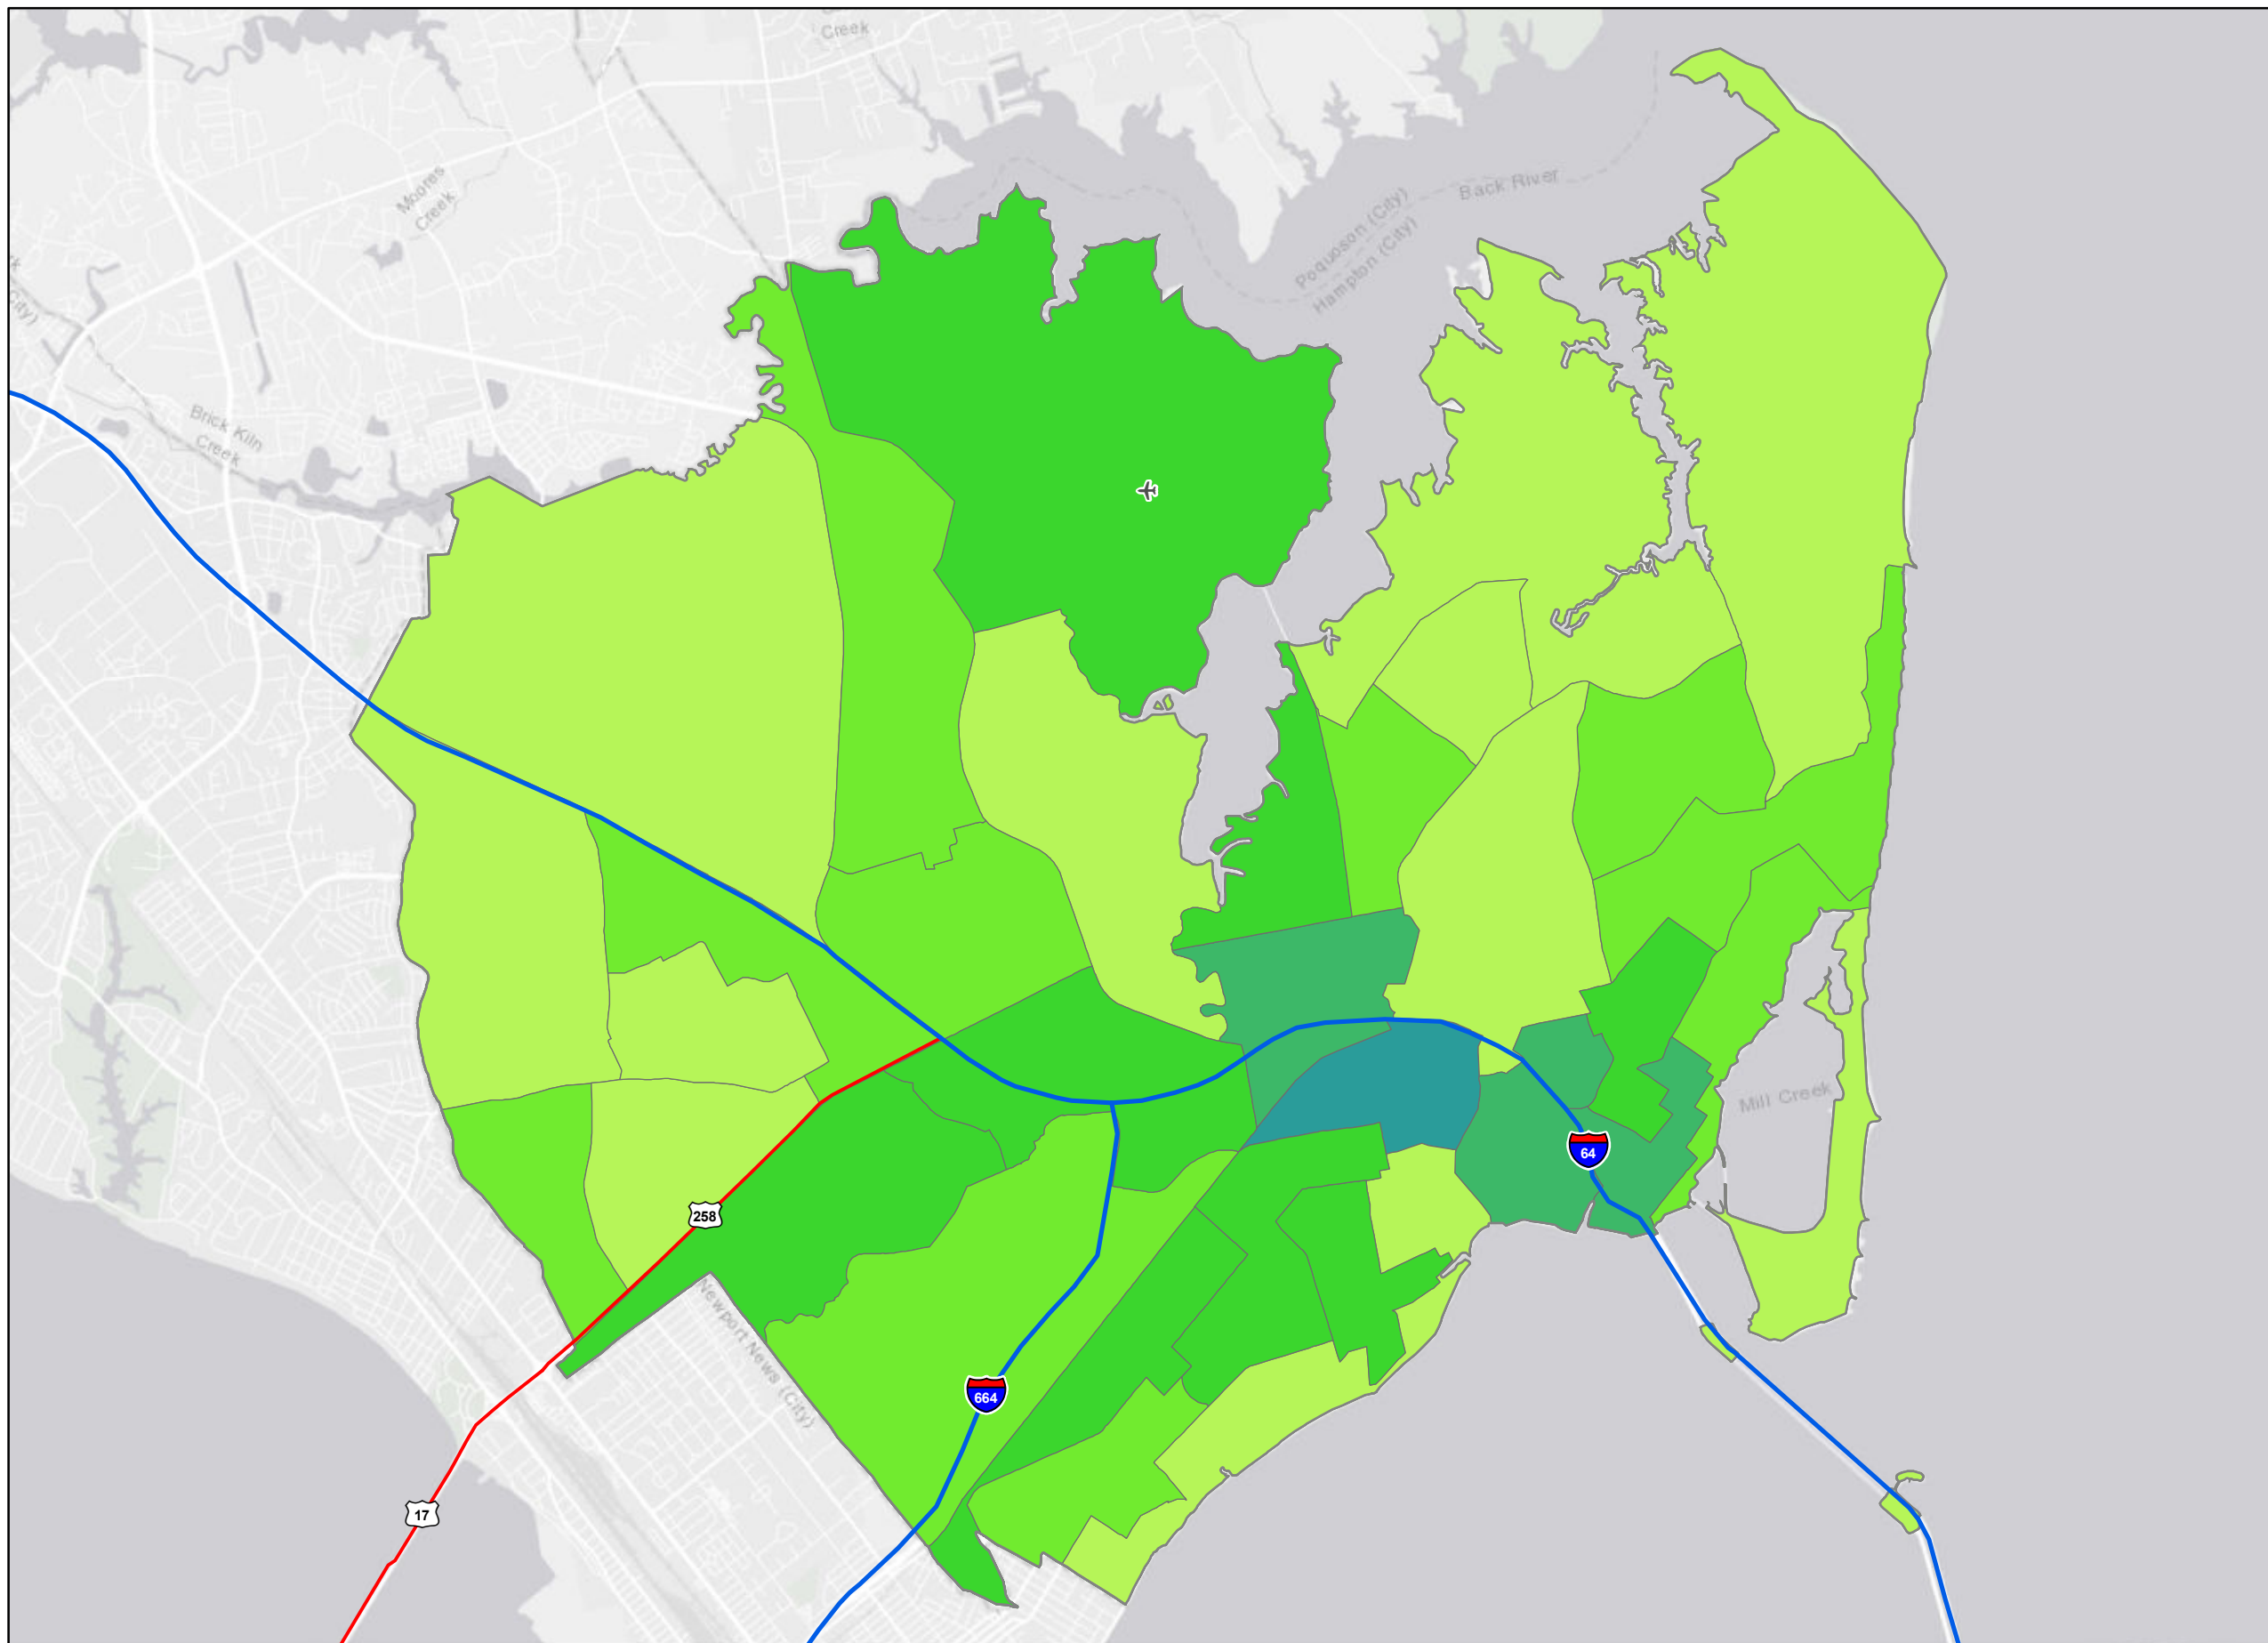 Creek
Moores
Creek
Back River
Poquoson (City)
Hampton (City)
City)
Brick Kiln
Creek
Mill Creek
64
258
Newport News (City)
664
17